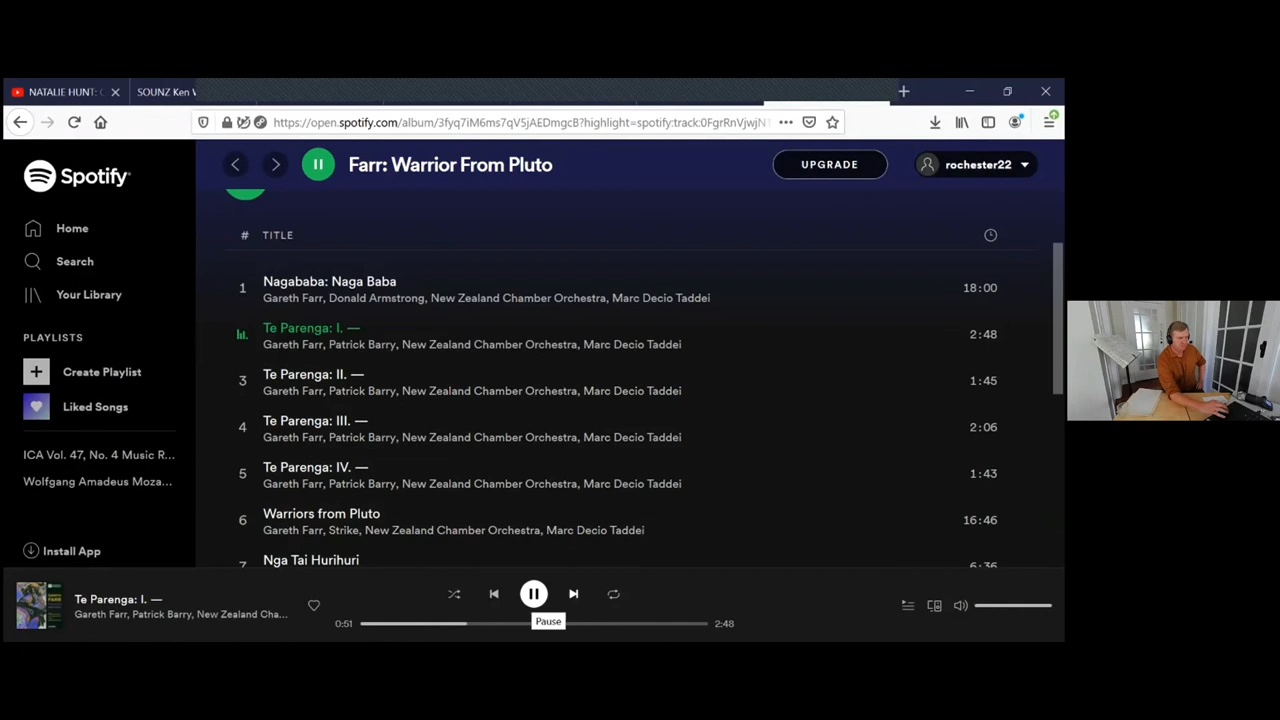 NATALIE HUNT: 
SOUNZ Ken
https://open.spotify.com/album/3fyq7iM6ms7qV5jAEDmgcB?highlight=spotify:track:0FgrRnVjwjN
Spotify
Farr: Warrior From Pluto
UPGRADE
rochester22
Home
Search
Your Library
PLAYLISTS
Create Playlist
Liked Songs
ICA Vol. 47, No. 4 Music R...
Wolfgang Amadeus Moza...
Install App
# TITLE
1 Nagababa: Naga Baba 18:00
Gareth Farr, Donald Armstrong, New Zealand Chamber Orchestra, Marc Decio Taddei
Te Parenga: I. — 2:48
Gareth Farr, Patrick Barry, New Zealand Chamber Orchestra, Marc Decio Taddei
3 Te Parenga: II. — 1:45
Gareth Farr, Patrick Barry, New Zealand Chamber Orchestra, Marc Decio Taddei
4 Te Parenga: III. — 2:06
Gareth Farr, Patrick Barry, New Zealand Chamber Orchestra, Marc Decio Taddei
5 Te Parenga: IV. — 1:43
Gareth Farr, Patrick Barry, New Zealand Chamber Orchestra, Marc Decio Taddei
6 Warriors from Pluto 16:46
Gareth Farr, Strike, New Zealand Chamber Orchestra, Marc Decio Taddei
7 Nga Tai Hurihuri 6:36
Te Parenga: I. —
Gareth Farr, Patrick Barry, New Zealand Cha...
0:51
2:48
Pause